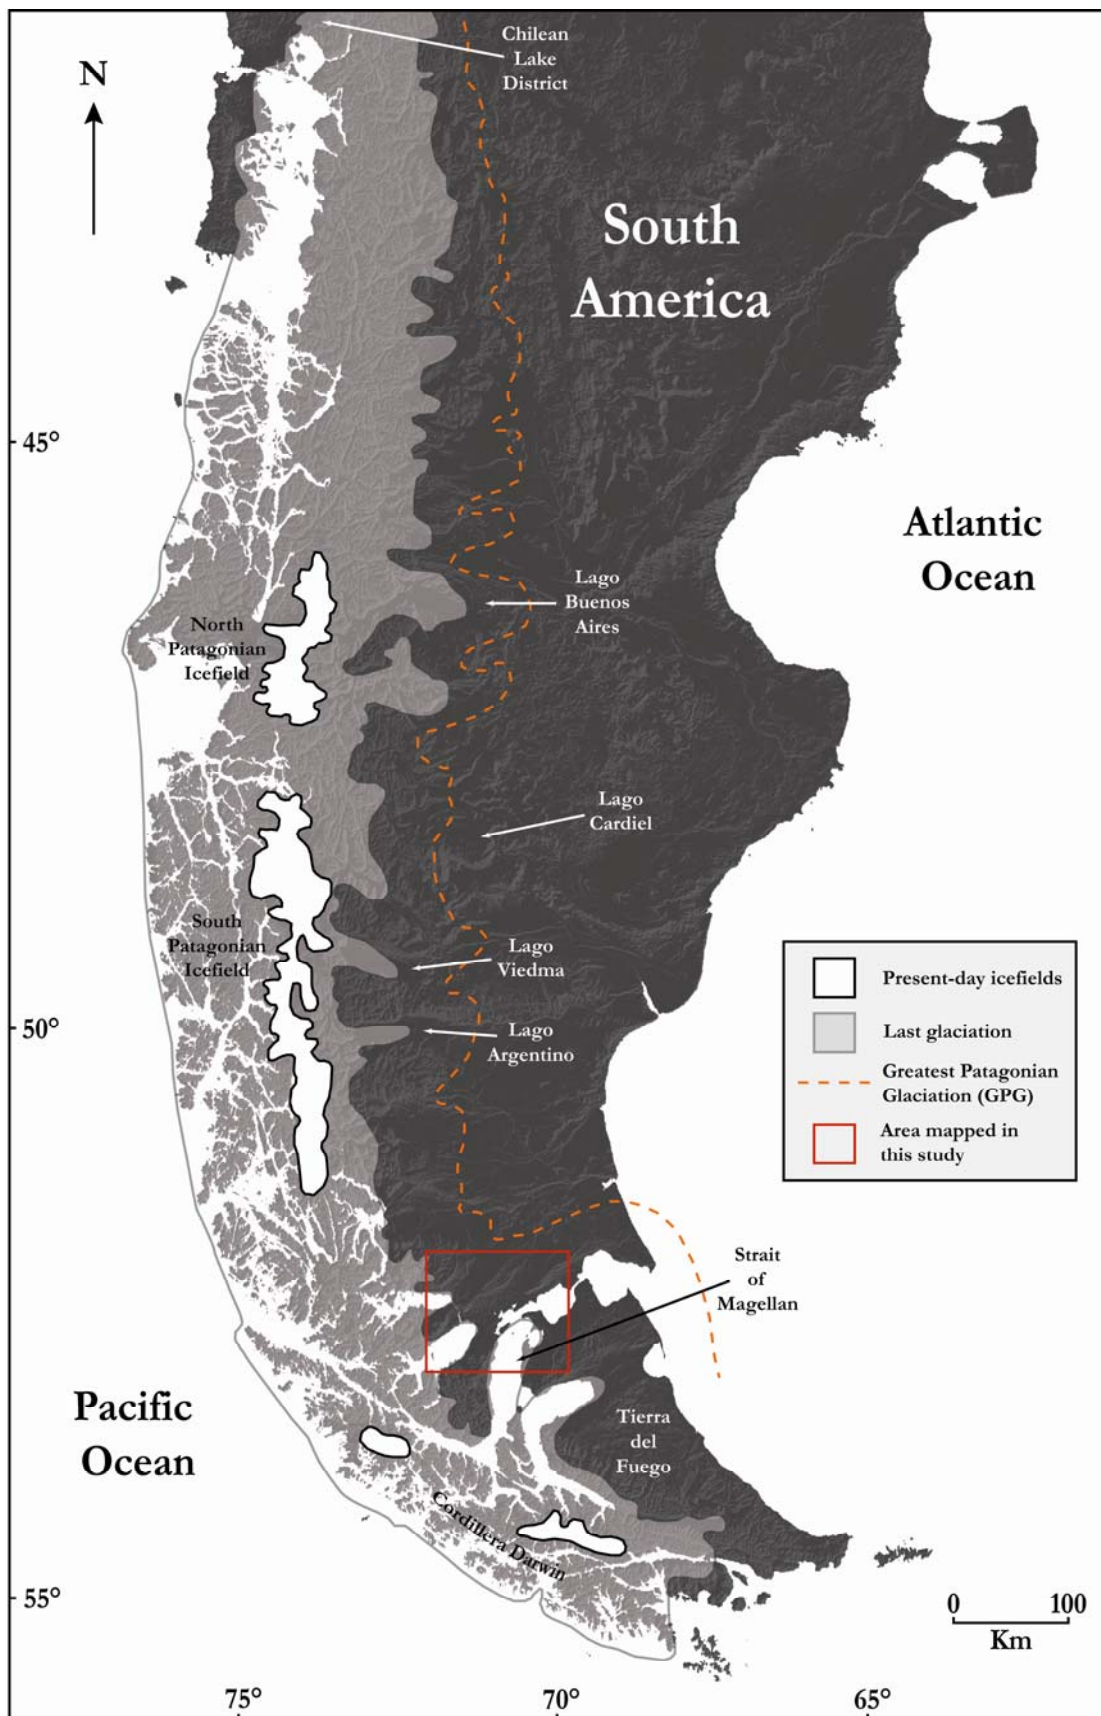 Chilean
Lake
District
N
South
America
45°
Atlantic
Ocean
Lago
Buenos
Aires
North
Patagonian
Icefield
Lago
Cardiel
South
Patagonian
Icefield
Lago
Viedma
50°
Lago
Argentino
Present-day icefields
Last glaciation
Greatest Patagonian
Glaciation (GPG)
Area mapped in
this study
Strait
of
Magellan
Pacific
Ocean
Tierra
del
Fuego
Cordillera Darwin
55°
0 100
Km
75° 70° 65°